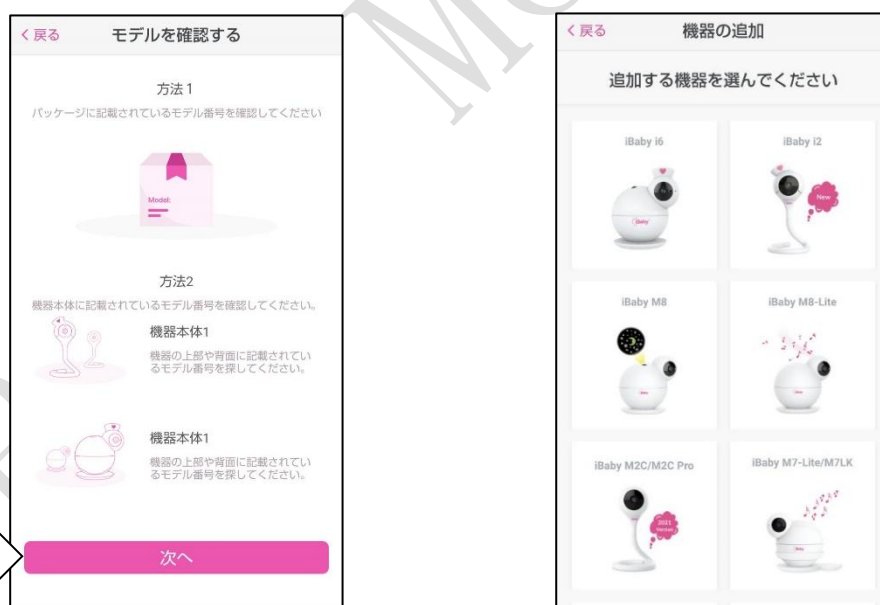 く戻る
モデルを確認する
方法1
パッケージに記載されているモデル番号を確認してください
Model:
方法2
機器本体に記載されているモデル番号を確認してください。
機器本体1
機器の上部や背面に記載されてい
るモデル番号を探してください。
機器本体1
機器の上部や背面に記載されてい
るモデル番号を探してください。
次へ
く戻る
機器の追加
追加する機器を選んでください
iBaby i6
iBaby i2
iBaby
New
iBaby M8
iBaby M8-Lite
iBaby M2C/M2C Pro
iBaby M7-Lite/M7LK
2021
Version